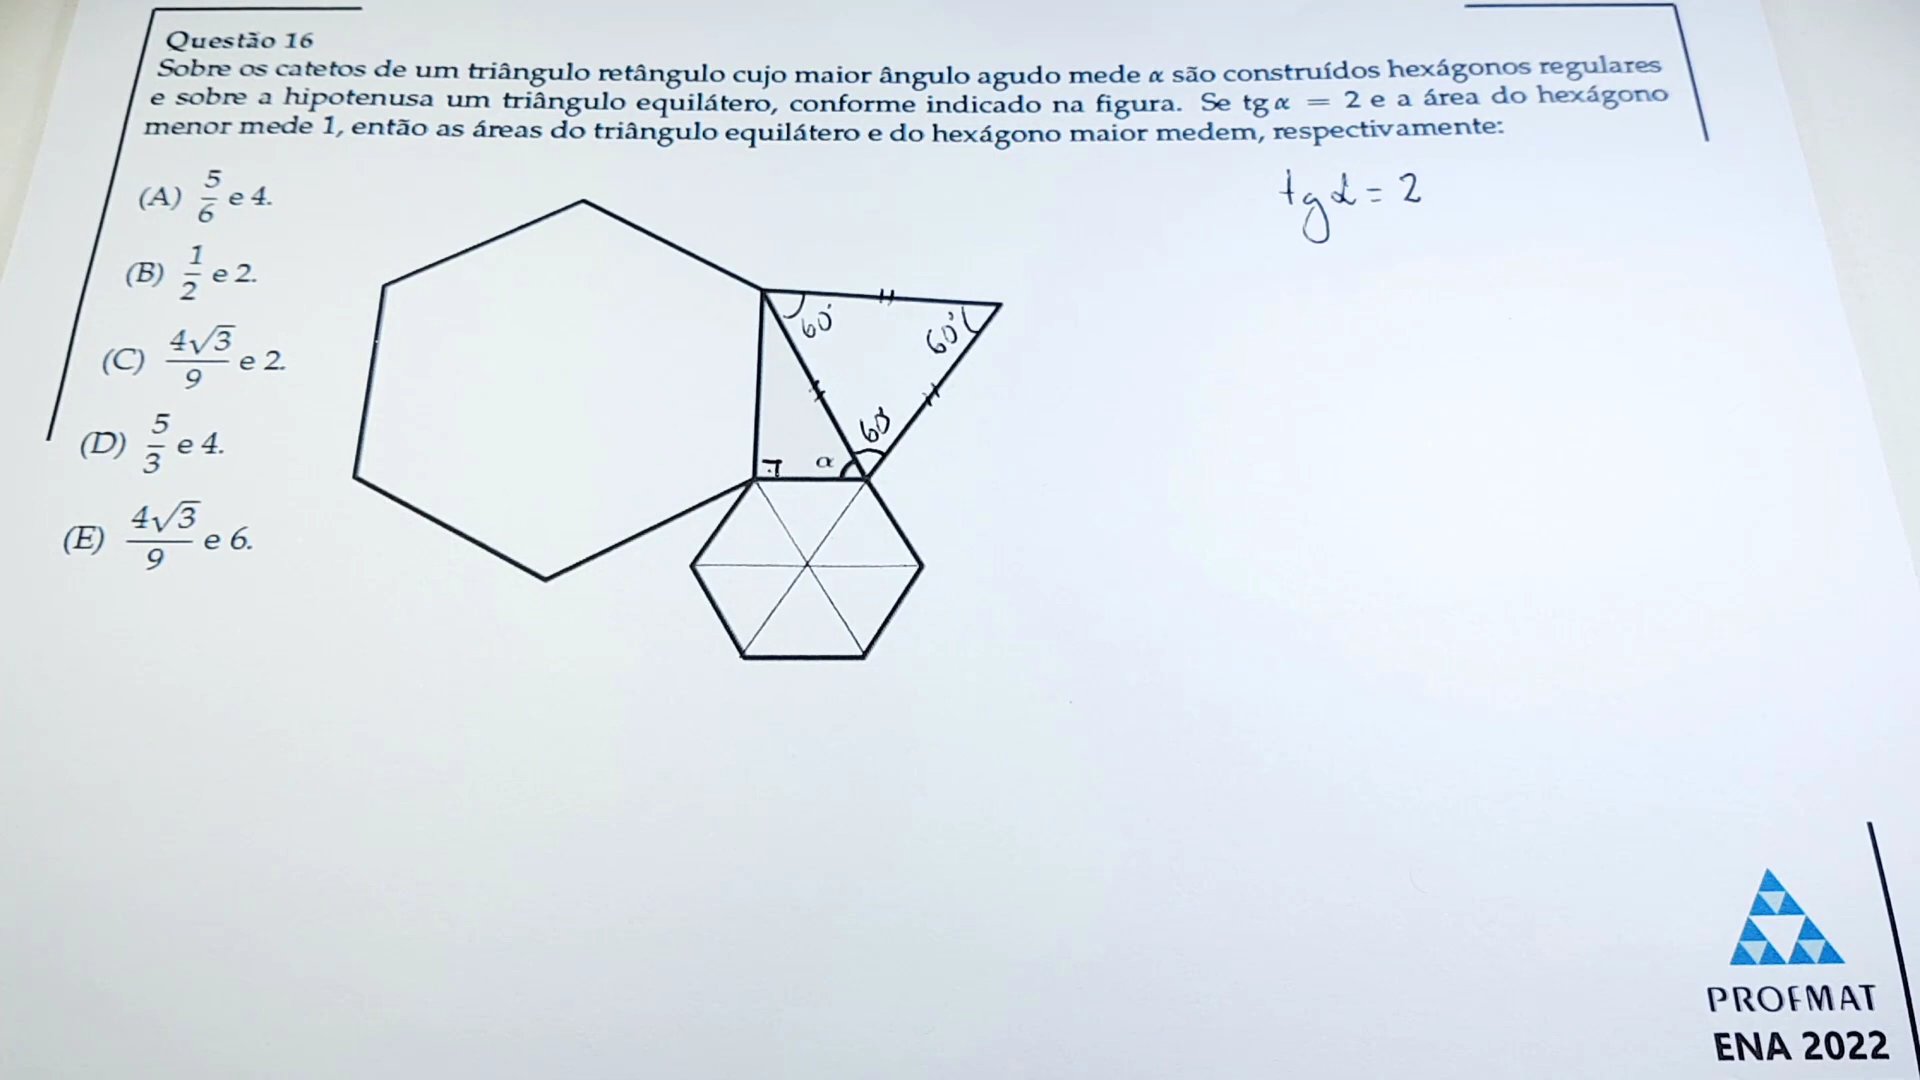 Questão 16
Sobre os catetos de um triângulo retângulo cujo maior ângulo agudo mede α são construídos hexágonos regulares
e sobre a hipotenusa um triângulo equilátero, conforme indicado na figura. Se tg α = 2 e a área do hexágono
menor mede 1, então as áreas do triângulo equilátero e do hexágono maior medem, respectivamente:
tg α = 2
(A) 5/6 e 4.
(B) 1/2 e 2.
(C) 4√3/9 e 2.
(D) 5/3 e 4.
(E) 4√3/9 e 6.
60°
60°
60°
α
PROFMAT
ENA 2022